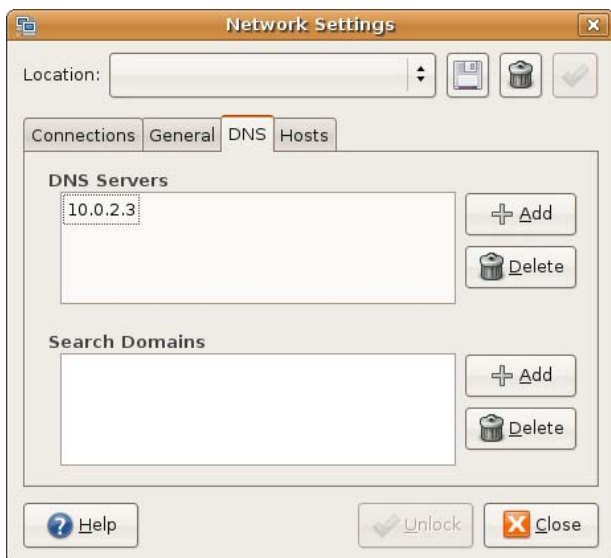 Network Settings
Location:
Connections General DNS Hosts
DNS Servers
10.0.2.3
Add
Delete
Search Domains
Add
Delete
Help Unlock Close